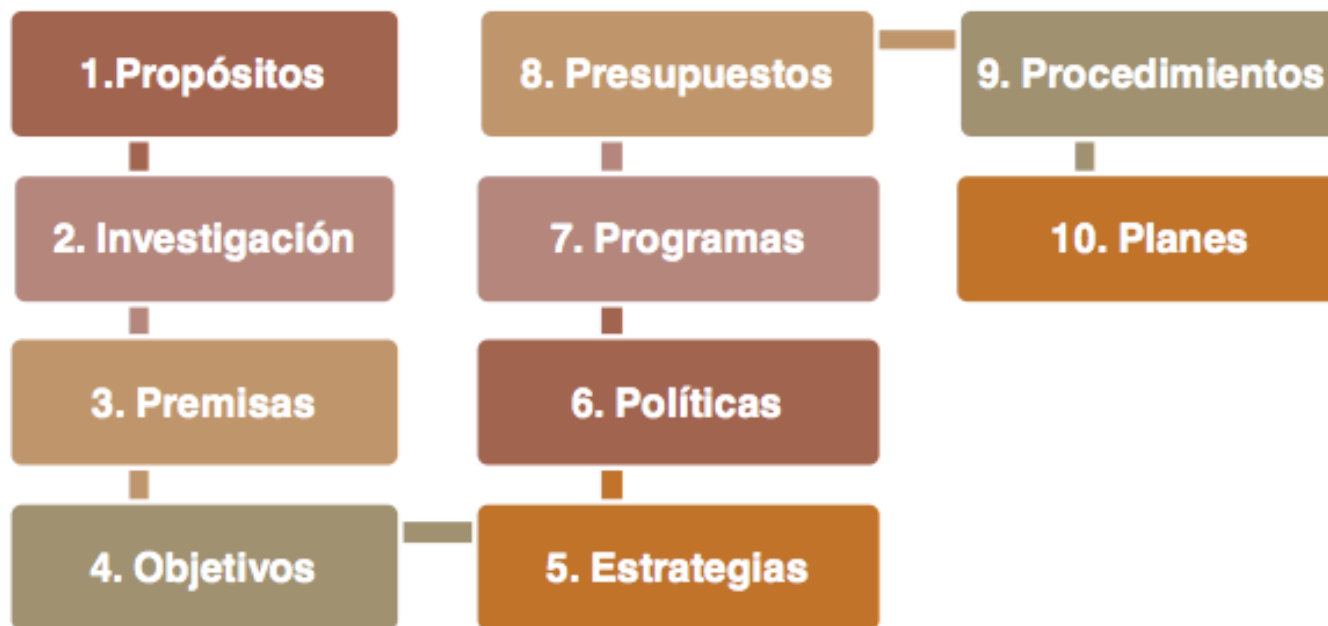 1.Propósitos
2. Investigación
3. Premisas
4. Objetivos
5. Estrategias
6. Políticas
7. Programas
8. Presupuestos
9. Procedimientos
10. Planes